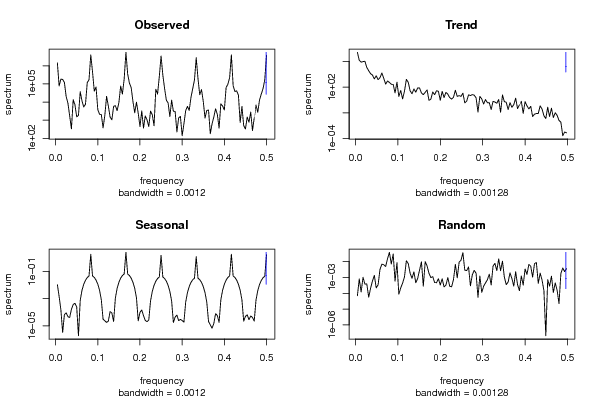 Observed
spectrum
1e+02 1e+05
0.0 0.1 0.2 0.3 0.4 0.5
frequency
bandwidth = 0.0012
Trend
spectrum
1e-04 1e+02
0.0 0.1 0.2 0.3 0.4 0.5
frequency
bandwidth = 0.00128
Seasonal
spectrum
1e-05 1e-01
0.0 0.1 0.2 0.3 0.4 0.5
frequency
bandwidth = 0.0012
Random
spectrum
1e-06 1e-03
0.0 0.1 0.2 0.3 0.4 0.5
frequency
bandwidth = 0.00128